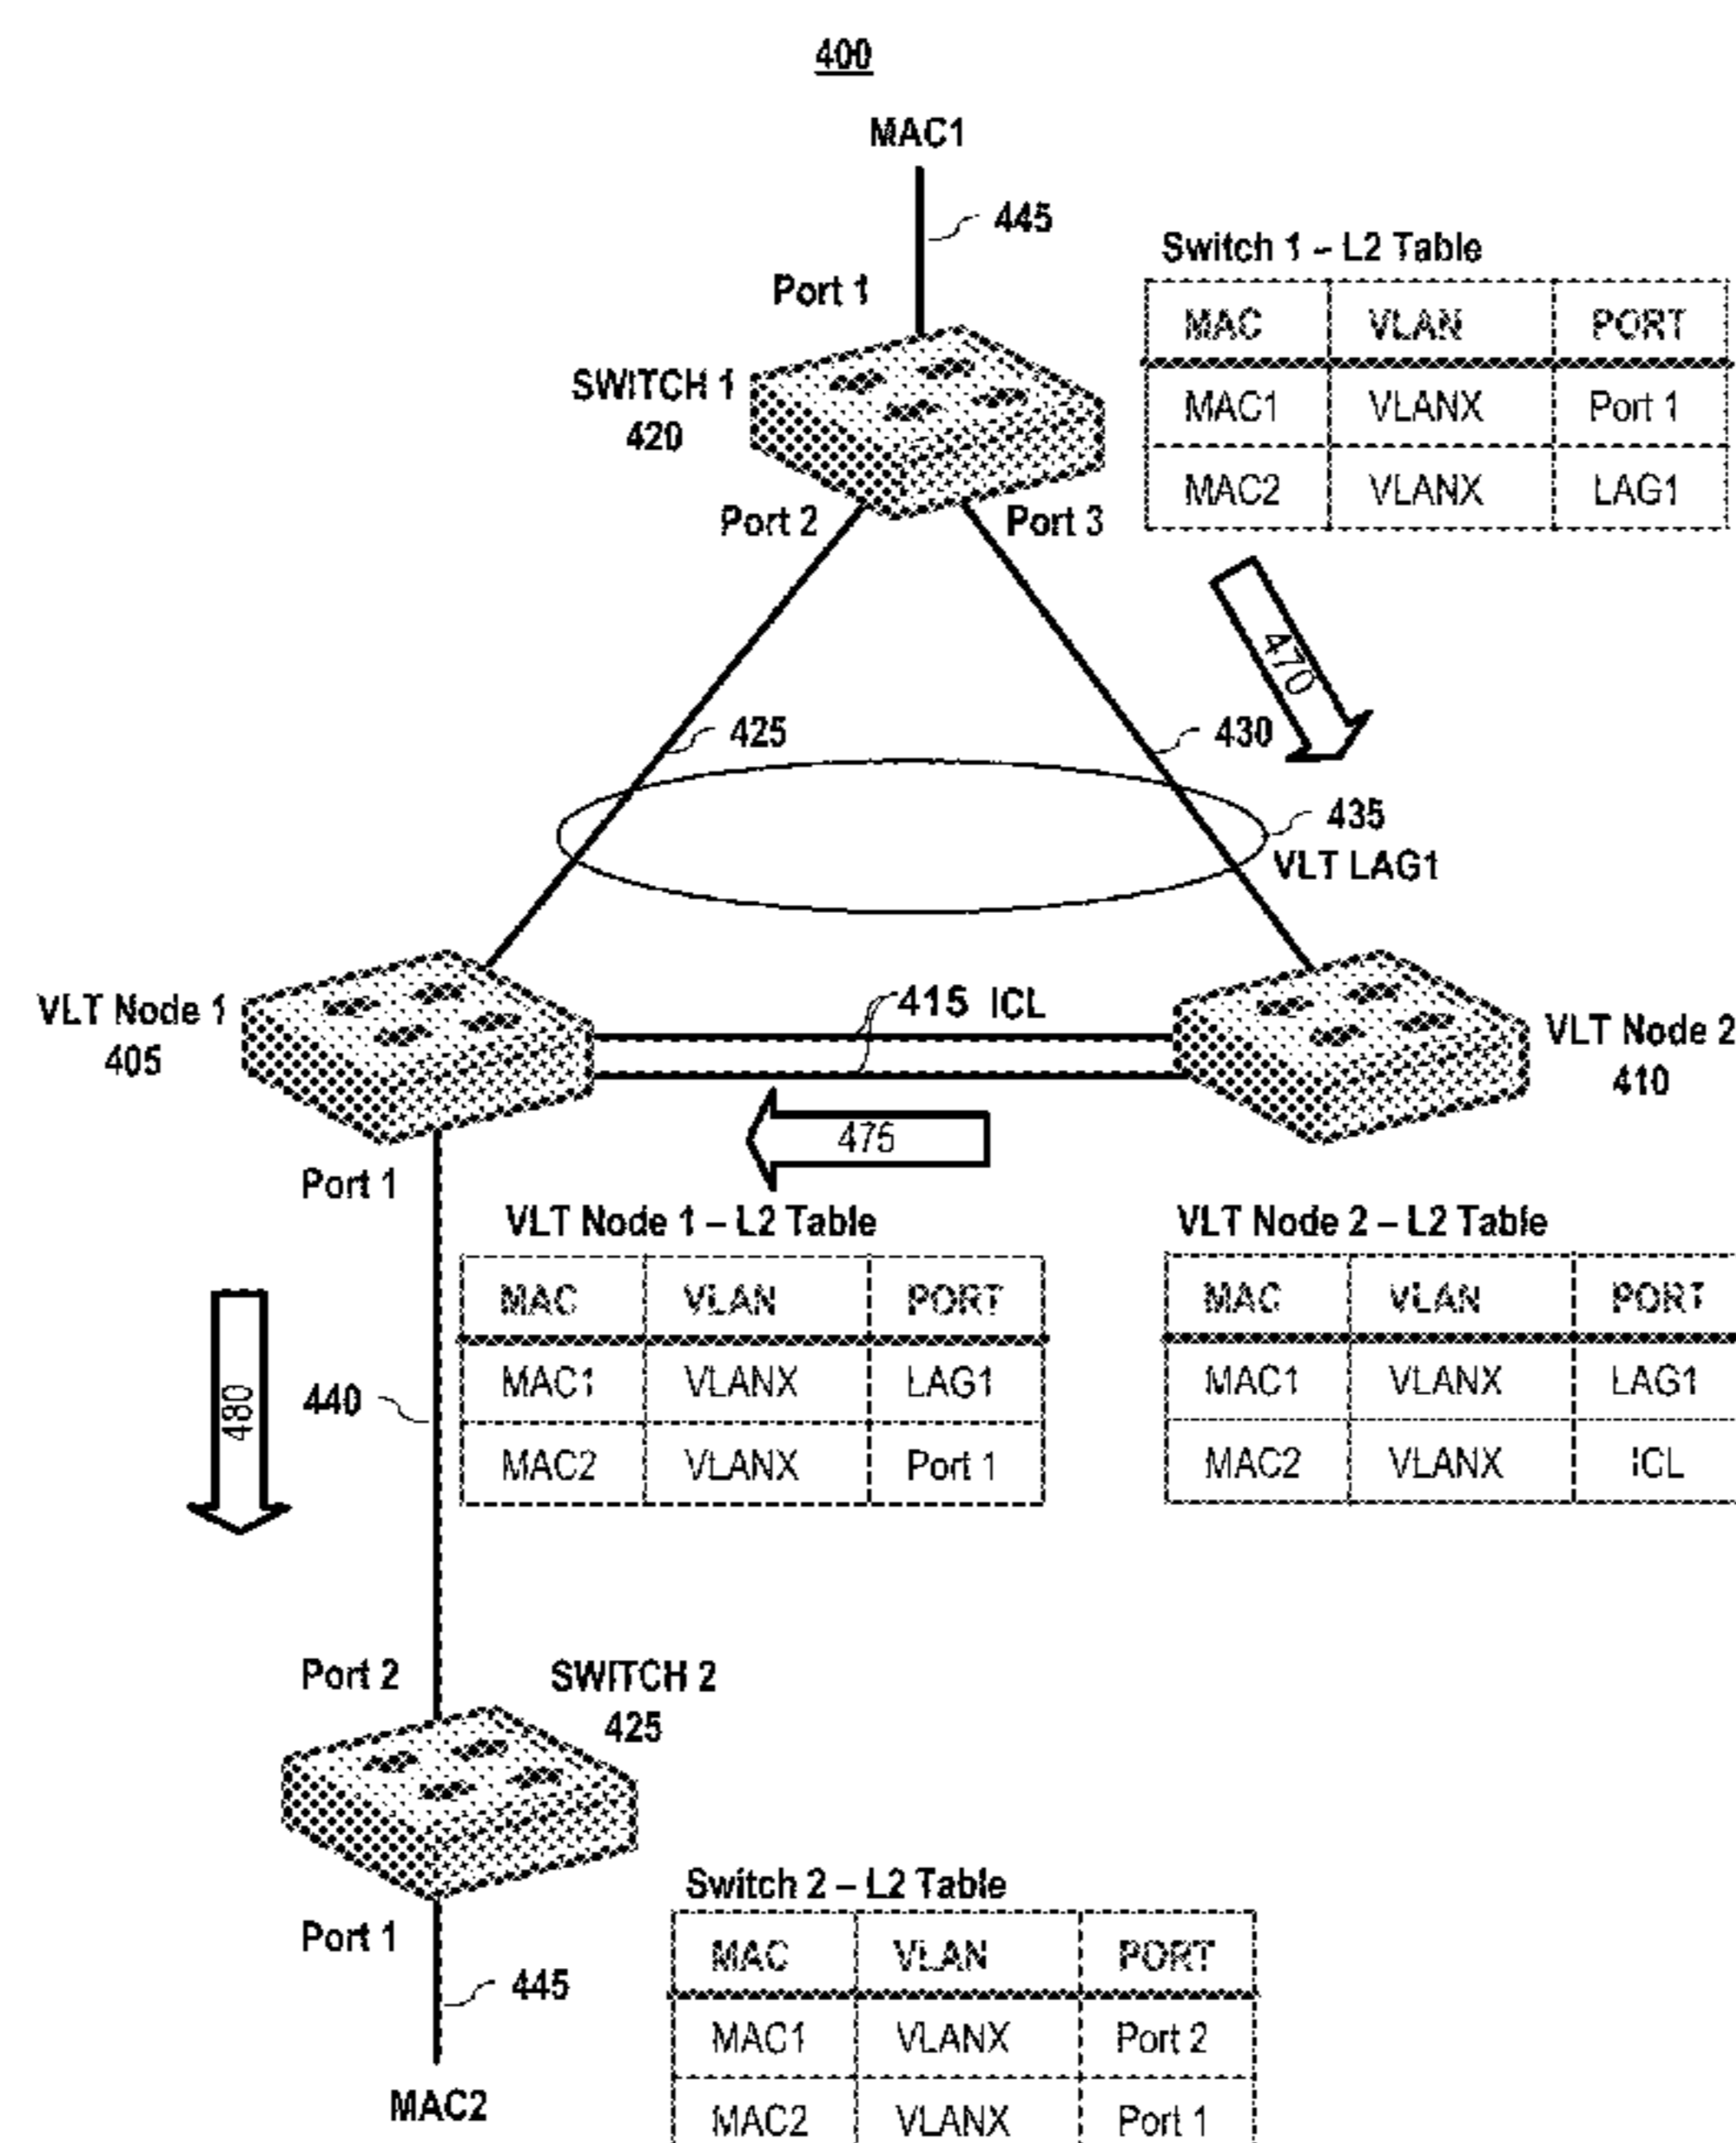 400
MAC1
445
Port 1
Switch 1 – L2 Table
MAC VLAN PORT
MAC1 VLANX Port 1
MAC2 VLANX LAG1
SWITCH 1
420
Port 2
Port 3
470
425
430
435
VLT LAG1
VLT Node 1
405
415 ICL
VLT Node 2
410
475
Port 1
VLT Node 1 – L2 Table
MAC VLAN PORT
MAC1 VLANX LAG1
MAC2 VLANX Port 1
VLT Node 2 – L2 Table
MAC VLAN PORT
MAC1 VLANX LAG1
MAC2 VLANX ICL
480
440
Port 2
SWITCH 2
425
Port 1
445
MAC2
Switch 2 – L2 Table
MAC VLAN PORT
MAC1 VLANX Port 2
MAC2 VLANX Port 1